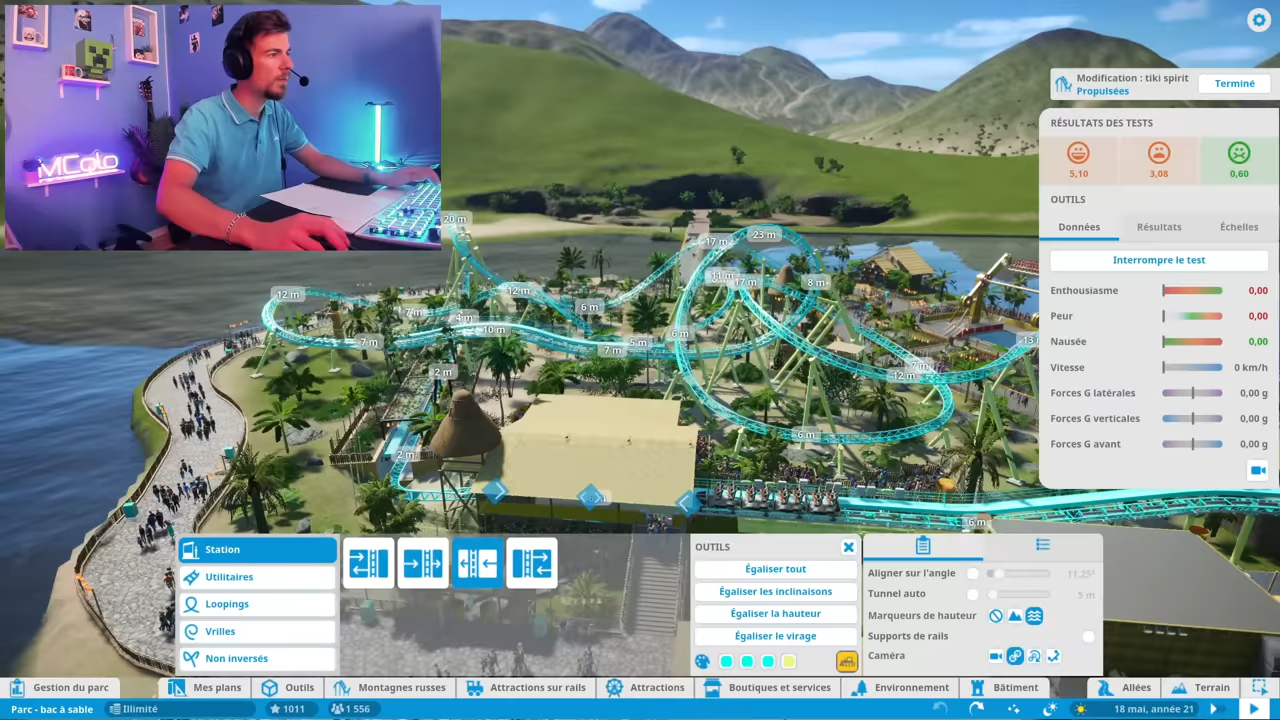 MColo
Modification : tiki spirit
Propulsées
Terminé
RÉSULTATS DES TESTS
5,10
3,08
0,60
OUTILS
Données
Résultats
Échelles
Interrompre le test
Enthousiasme
0,00
Peur
0,00
Nausée
0,00
Vitesse
0 km/h
Forces G latérales
0,00 g
Forces G verticales
0,00 g
Forces G avant
0,00 g
20 m
17 m
23 m
11 m
17 m
8 m
12 m
12 m
6 m
7 m
4 m
10 m
6 m
7 m
7 m
5 m
7 m
12 m
13
2 m
6 m
2 m
6 m
Station
Utilitaires
Loopings
Vrilles
Non inversés
OUTILS
Égaliser tout
Égaliser les inclinaisons
Égaliser la hauteur
Égaliser le virage
Aligner sur l'angle
11,25°
Tunnel auto
5 m
Marqueurs de hauteur
Supports de rails
Caméra
Gestion du parc
Mes plans
Outils
Montagnes russes
Attractions sur rails
Attractions
Boutiques et services
Environnement
Bâtiment
Allées
Terrain
Parc - bac à sable
Illimité
1011
1 556
18 mai, année 21